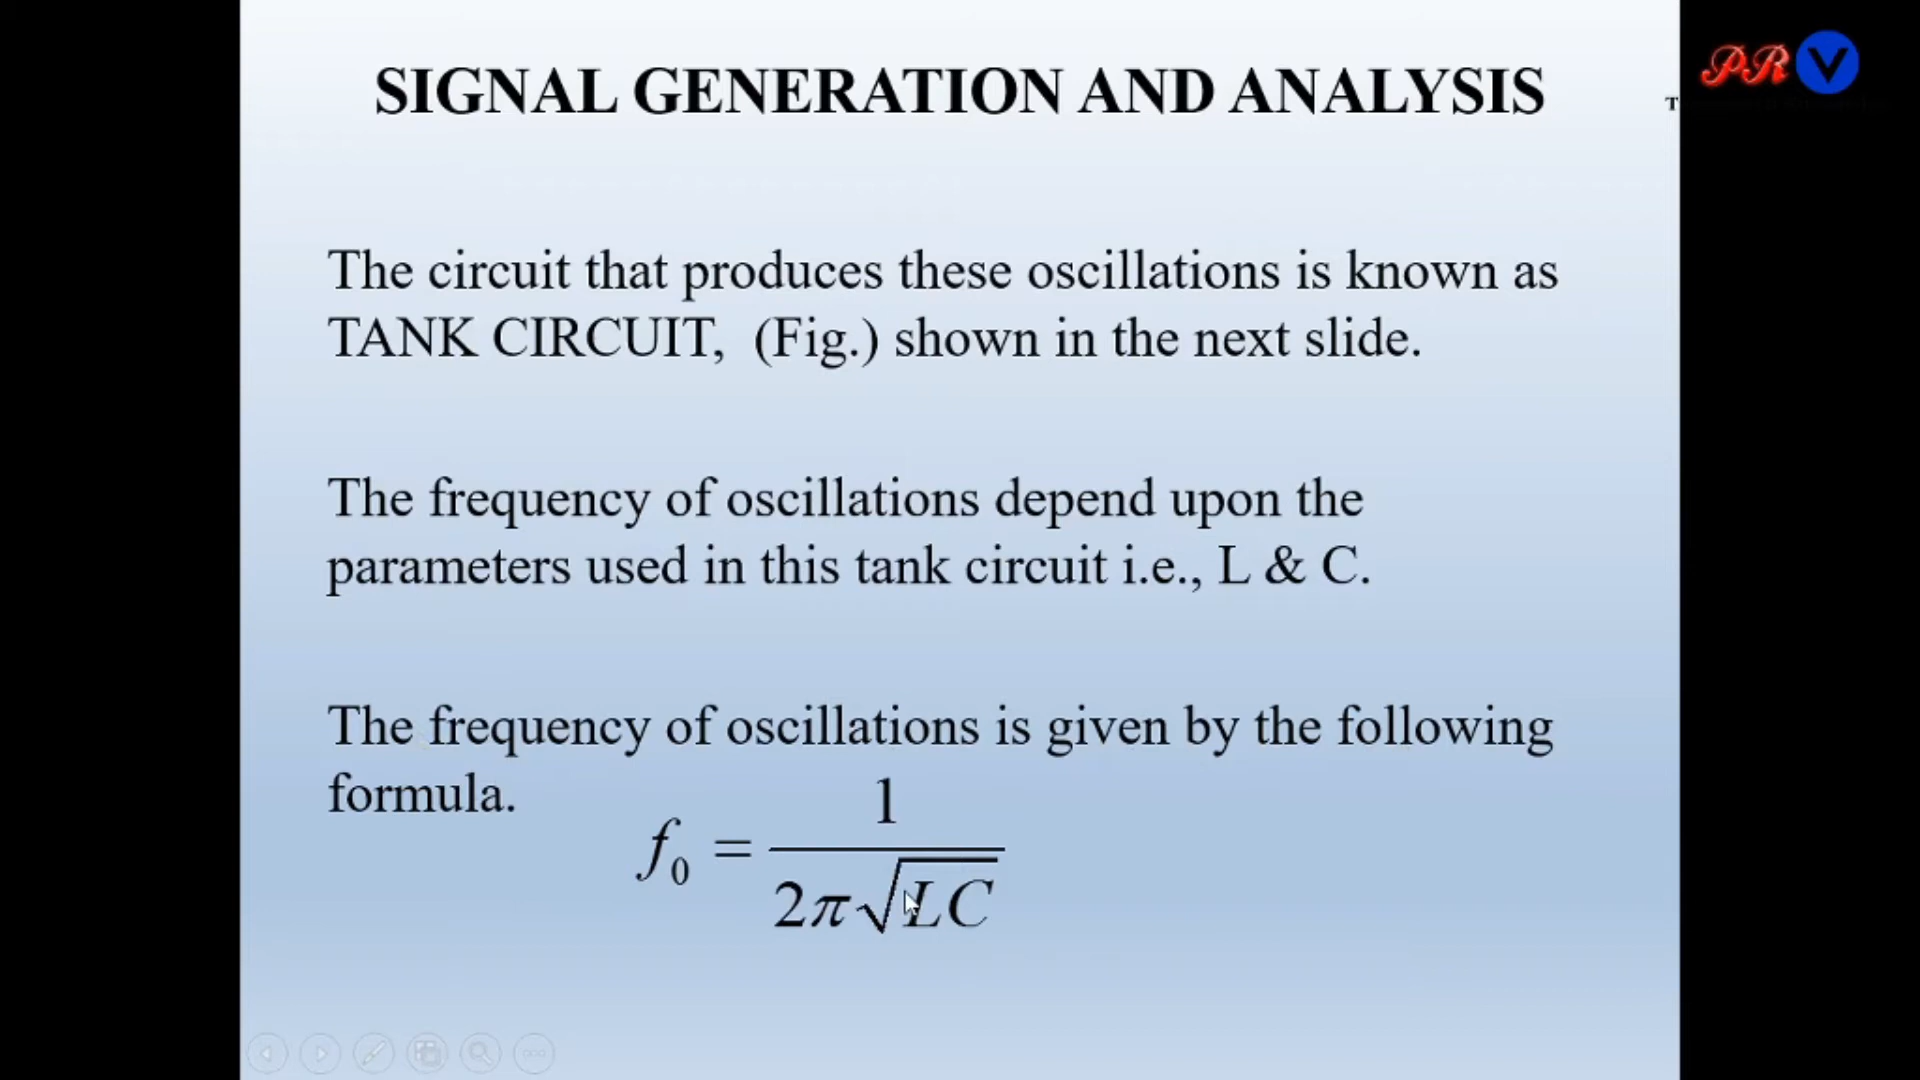 SIGNAL GENERATION AND ANALYSIS
PR V
The circuit that produces these oscillations is known as
TANK CIRCUIT, (Fig.) shown in the next slide.
The frequency of oscillations depend upon the
parameters used in this tank circuit i.e., L & C.
The frequency of oscillations is given by the following
formula.
f₀ = 1 / 2π√LC